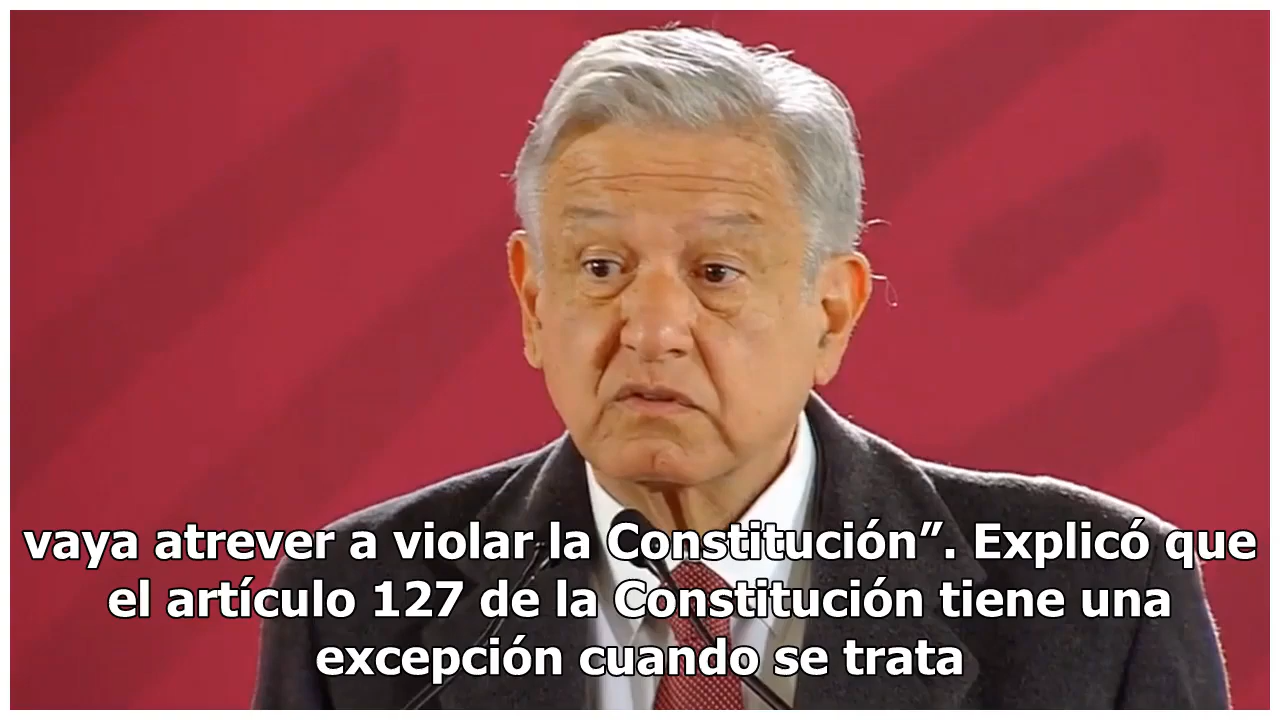 vaya atrever a violar la Constitución”. Explicó que
el artículo 127 de la Constitución tiene una
excepción cuando se trata